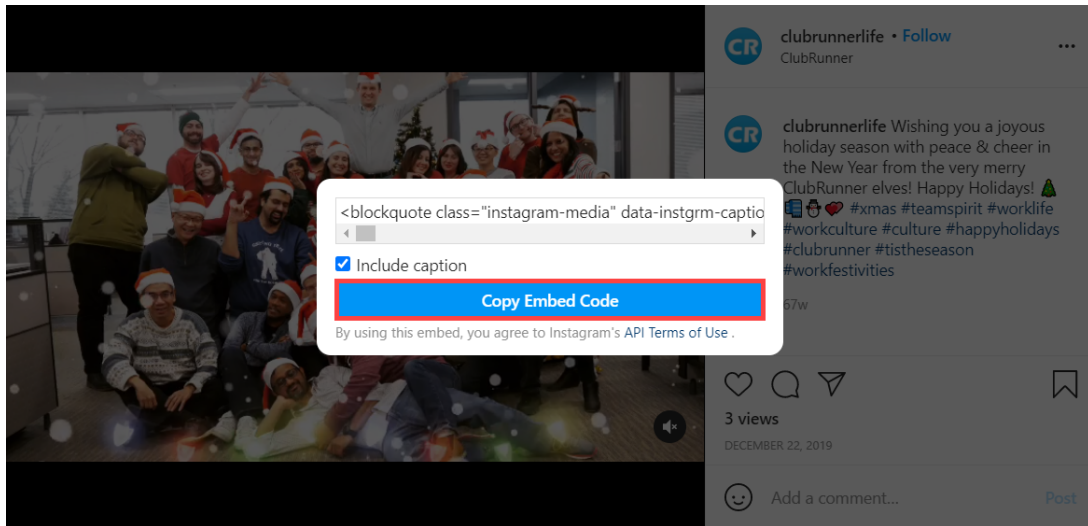 CR
clubrunnerlife • Follow
ClubRunner
...
CR
clubrunnerlife Wishing you a joyous
holiday season with peace & cheer in
the New Year from the very merry
ClubRunner elves! Happy Holidays! 🎄
📘⛄💝 #xmas #teamspirit #worklife
#workculture #culture #happyholidays
#clubrunner #tistheseason
#workfestivities
67w
<blockquote class="instagram-media" data-instgrm-captio
Include caption
Copy Embed Code
By using this embed, you agree to Instagram's API Terms of Use .
3 views
DECEMBER 22, 2019
Add a comment...
Post